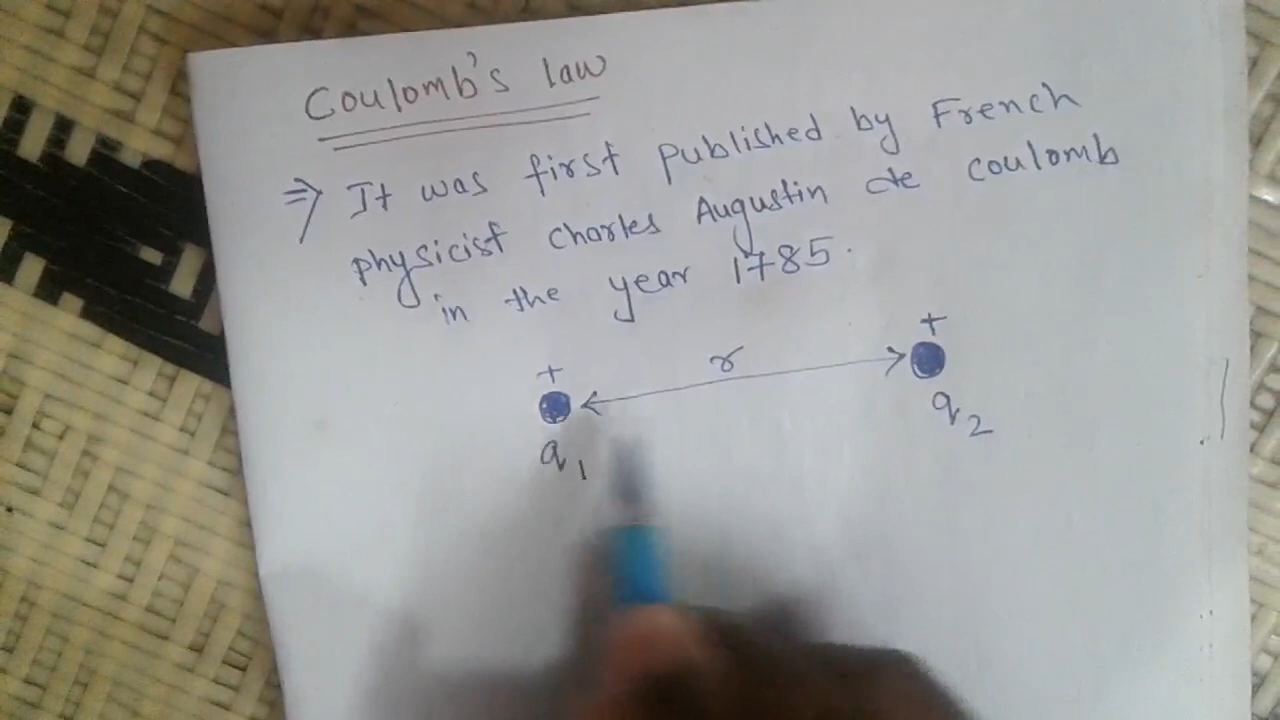 Coulomb's law
⇒ It was first published by French
physicist Charles Augustin de Coulomb
in the year 1785.
+
r
+
q1
q2